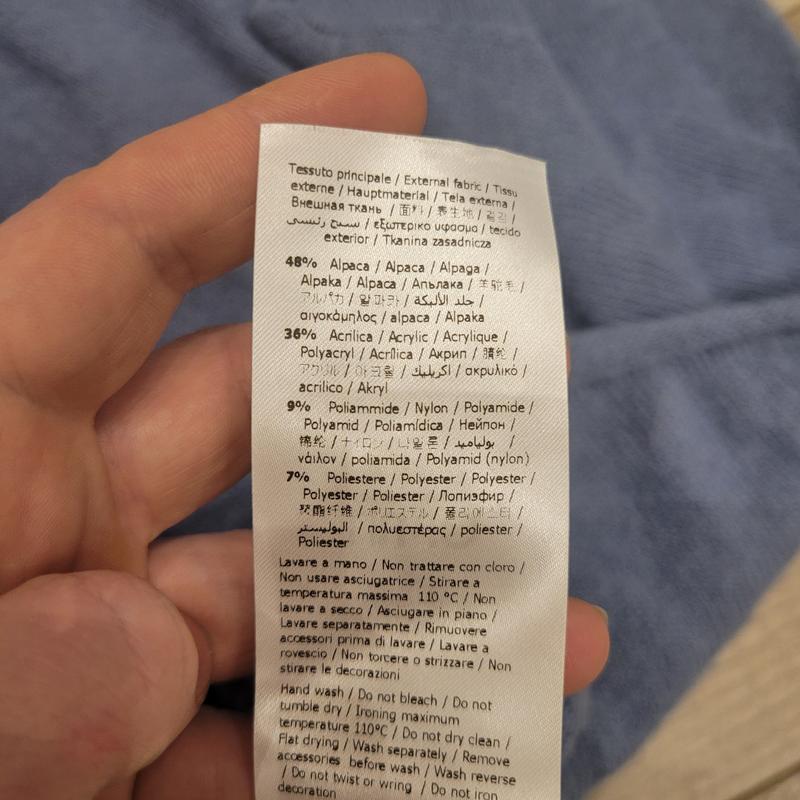 Tessuto principale / External fabric / Tissu
externe / Hauptmaterial / Tela externa /
Внешная ткань / 面料 / 表生地 / 겉감 /
نسيج رئيسى / εξωτερικο υφασμα / tecido
exterior / Tkanina zasadnicza
48% Alpaca / Alpaca / Alpaga /
Alpaka / Alpaca / Апьлака / 羊驼毛 /
アルパカ / 알파카 / جلد الألبكة /
αιγοκάμηλος / alpaca / Alpaka
36% Acrilica / Acrylic / Acrylique /
Polyacryl / Acrílica / Акрил / 腈纶 /
アクリル / 아크릴 / اكريليك / ακρυλικό /
acrilico / Akryl
9% Poliammide / Nylon / Polyamide /
Polyamid / Poliamídica / Нейлон /
锦纶 / ナイロン / 나일론 / بولياميد /
νάιλον / poliamida / Polyamid (nylon)
7% Poliestere / Polyester / Polyester /
Polyester / Poliester / Лопиэфир /
聚酯纤维 / ポリエステル / 폴리에스터 /
البوليستر / πολυεστέρας / poliester /
Poliester
Lavare a mano / Non trattare con cloro /
Non usare asciugatrice / Stirare a
temperatura massima 110 °C / Non
lavare a secco / Asciugare in piano /
Lavare separatamente / Rimuovere
accessori prima di lavare / Lavare a
rovescio / Non torcere o strizzare / Non
stirare le decorazioni
Hand wash / Do not bleach / Do not
tumble dry / Ironing maximum
temperature 110°C / Do not dry clean /
Flat drying / Wash separately / Remove
accessories before wash / Wash reverse
/ Do not twist or wring / Do not iron
decoration